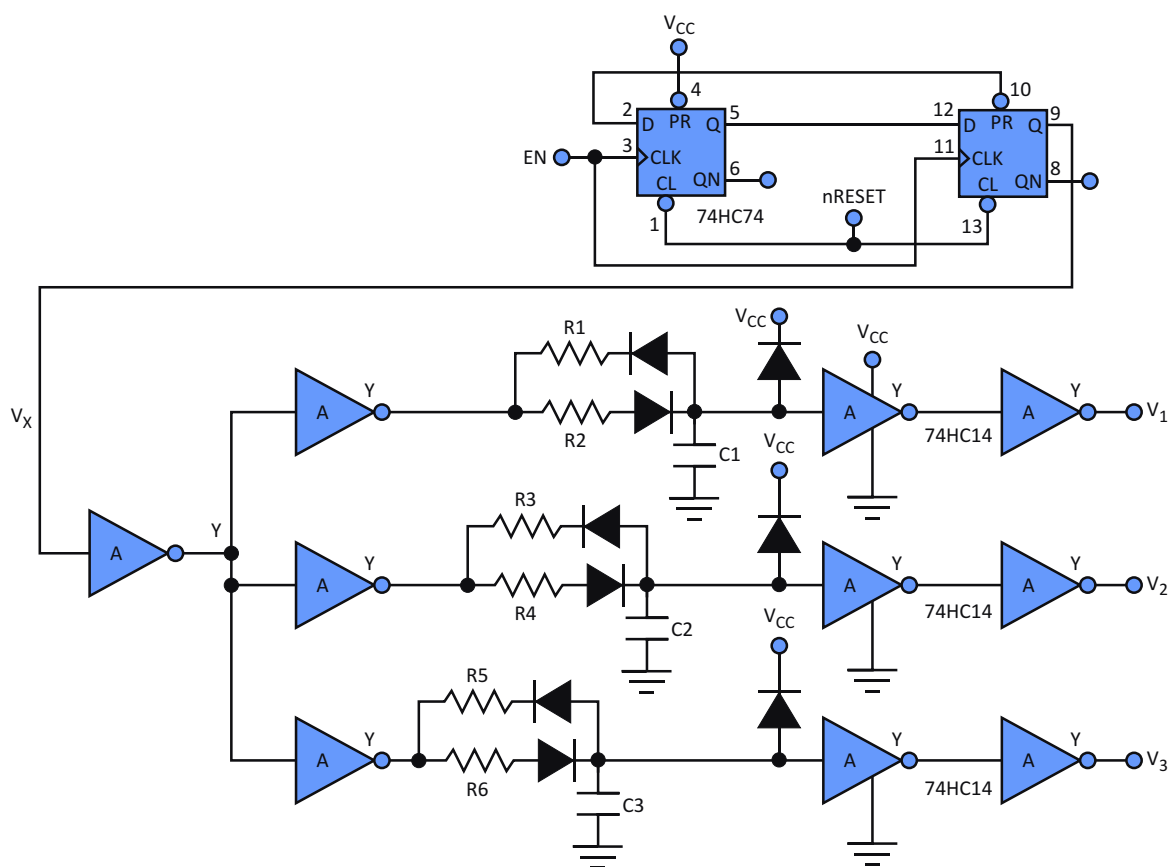 VCC
4
10
2
D
PR
Q
5
12
D
PR
Q
9
EN
3
CLK
11
CLK
CL
QN
6
CL
QN
8
1
74HC74
nRESET
13
R1
VCC
VCC
VX
A
Y
R2
A
Y
74HC14
A
Y
V1
C1
VCC
R3
Y
A
A
Y
R4
A
Y
74HC14
A
Y
V2
C2
VCC
R5
A
Y
R6
A
Y
74HC14
A
Y
V3
C3